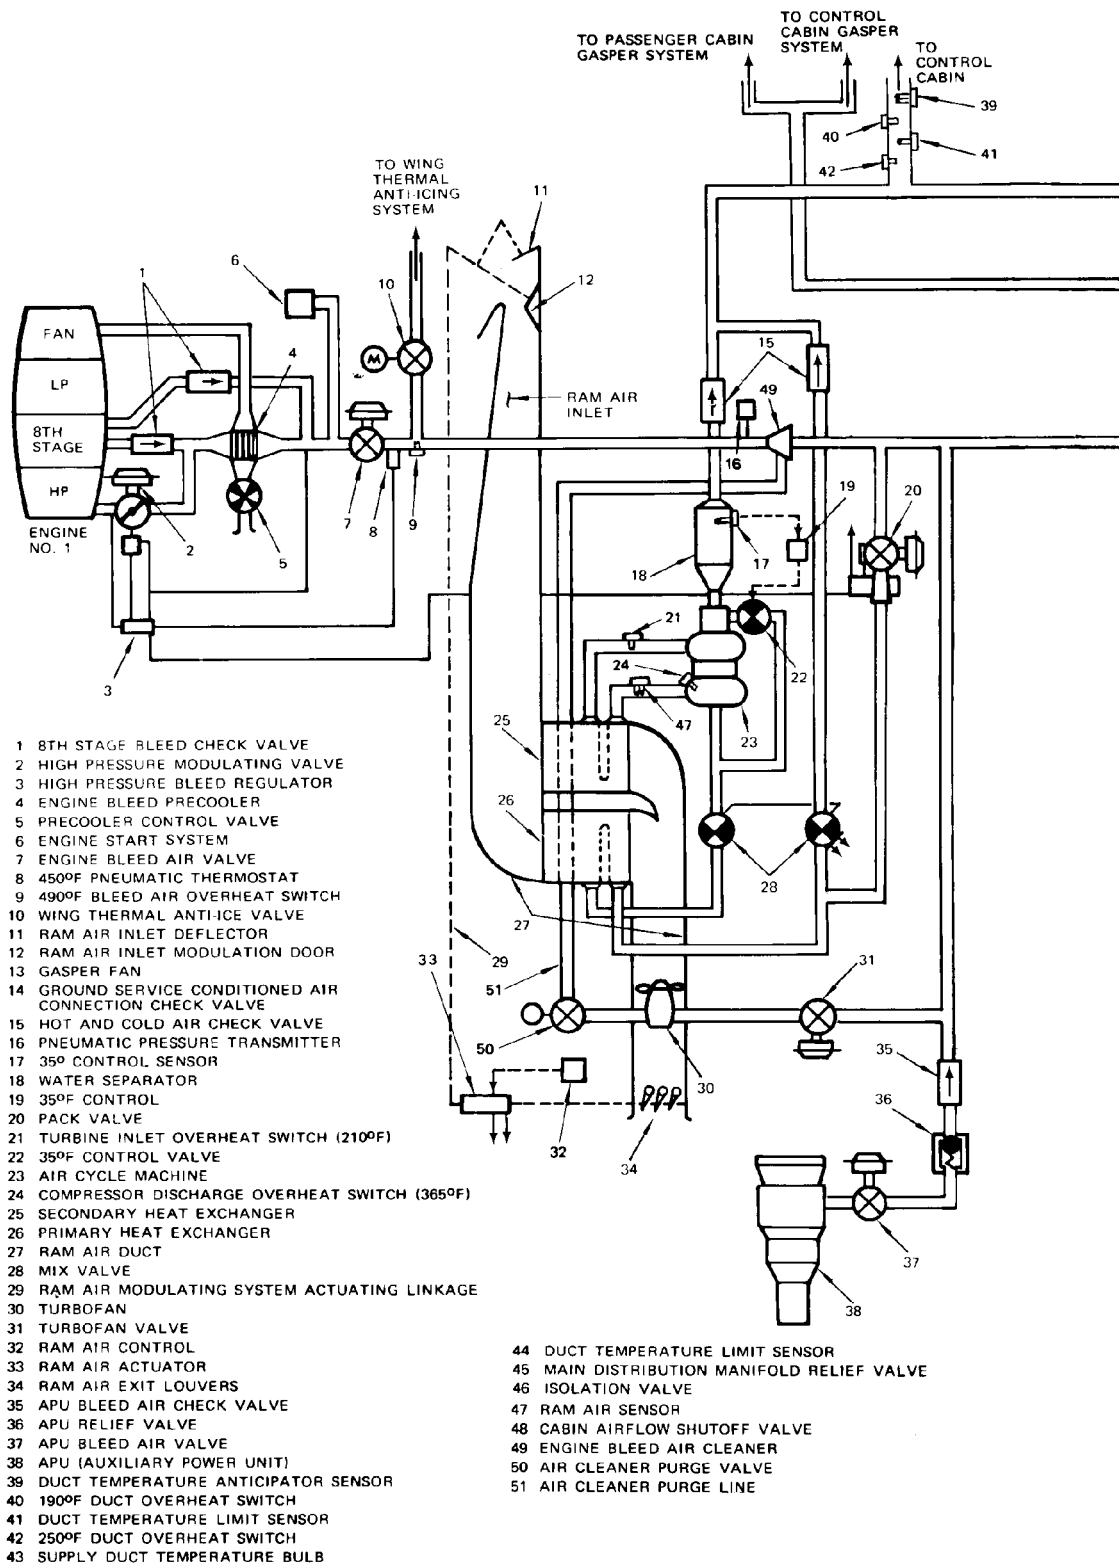 TO CONTROL
CABIN GASPER
SYSTEM
TO PASSENGER CABIN
GASPER SYSTEM
TO
CONTROL
CABIN
39
40
41
42
TO WING
THERMAL
ANTI-ICING
SYSTEM
11
6
1
10
12
FAN
4
15
LP
49
RAM AIR
INLET
8TH
STAGE
16
HP
19
20
ENGINE
NO. 1
2
5
7
8
9
18
17
21
24
22
3
47
23
25
26
28
27
29
33
51
31
50
30
35
32
34
36
37
38
1 8TH STAGE BLEED CHECK VALVE
2 HIGH PRESSURE MODULATING VALVE
3 HIGH PRESSURE BLEED REGULATOR
4 ENGINE BLEED PRECOOLER
5 PRECOOLER CONTROL VALVE
6 ENGINE START SYSTEM
7 ENGINE BLEED AIR VALVE
8 450ºF PNEUMATIC THERMOSTAT
9 490ºF BLEED AIR OVERHEAT SWITCH
10 WING THERMAL ANTI-ICE VALVE
11 RAM AIR INLET DEFLECTOR
12 RAM AIR INLET MODULATION DOOR
13 GASPER FAN
14 GROUND SERVICE CONDITIONED AIR
CONNECTION CHECK VALVE
15 HOT AND COLD AIR CHECK VALVE
16 PNEUMATIC PRESSURE TRANSMITTER
17 35º CONTROL SENSOR
18 WATER SEPARATOR
19 35ºF CONTROL
20 PACK VALVE
21 TURBINE INLET OVERHEAT SWITCH (210ºF)
22 35ºF CONTROL VALVE
23 AIR CYCLE MACHINE
24 COMPRESSOR DISCHARGE OVERHEAT SWITCH (365ºF)
25 SECONDARY HEAT EXCHANGER
26 PRIMARY HEAT EXCHANGER
27 RAM AIR DUCT
28 MIX VALVE
29 RAM AIR MODULATING SYSTEM ACTUATING LINKAGE
30 TURBOFAN
31 TURBOFAN VALVE
32 RAM AIR CONTROL
33 RAM AIR ACTUATOR
34 RAM AIR EXIT LOUVERS
35 APU BLEED AIR CHECK VALVE
36 APU RELIEF VALVE
37 APU BLEED AIR VALVE
38 APU (AUXILIARY POWER UNIT)
39 DUCT TEMPERATURE ANTICIPATOR SENSOR
40 190ºF DUCT OVERHEAT SWITCH
41 DUCT TEMPERATURE LIMIT SENSOR
42 250ºF DUCT OVERHEAT SWITCH
43 SUPPLY DUCT TEMPERATURE BULB
44 DUCT TEMPERATURE LIMIT SENSOR
45 MAIN DISTRIBUTION MANIFOLD RELIEF VALVE
46 ISOLATION VALVE
47 RAM AIR SENSOR
48 CABIN AIRFLOW SHUTOFF VALVE
49 ENGINE BLEED AIR CLEANER
50 AIR CLEANER PURGE VALVE
51 AIR CLEANER PURGE LINE